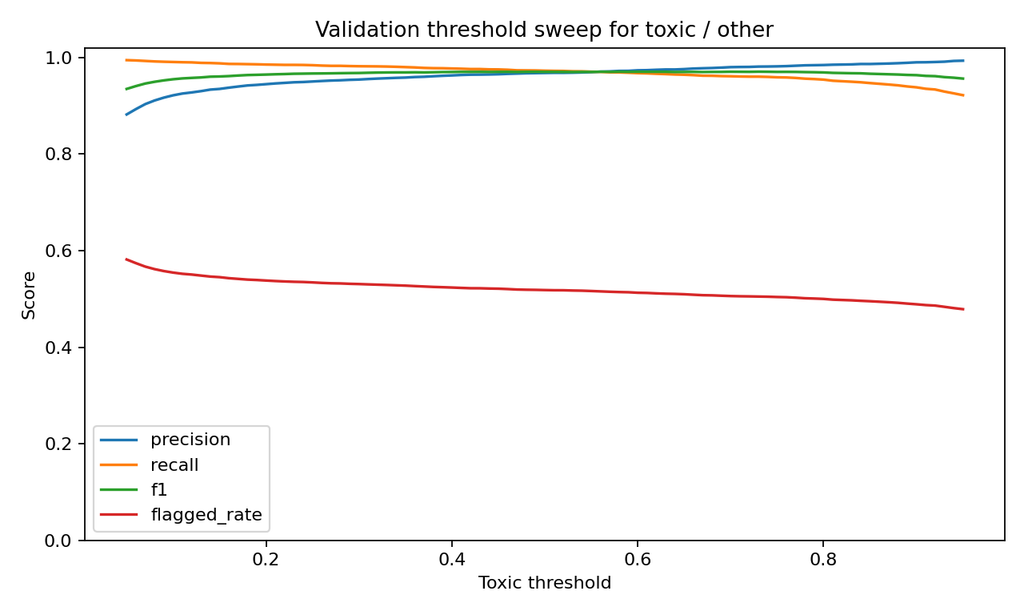 Validation threshold sweep for toxic / other
Score
1.0
0.8
0.6
0.4
0.2
0.0
precision
recall
f1
flagged_rate
0.2 0.4 0.6 0.8
Toxic threshold